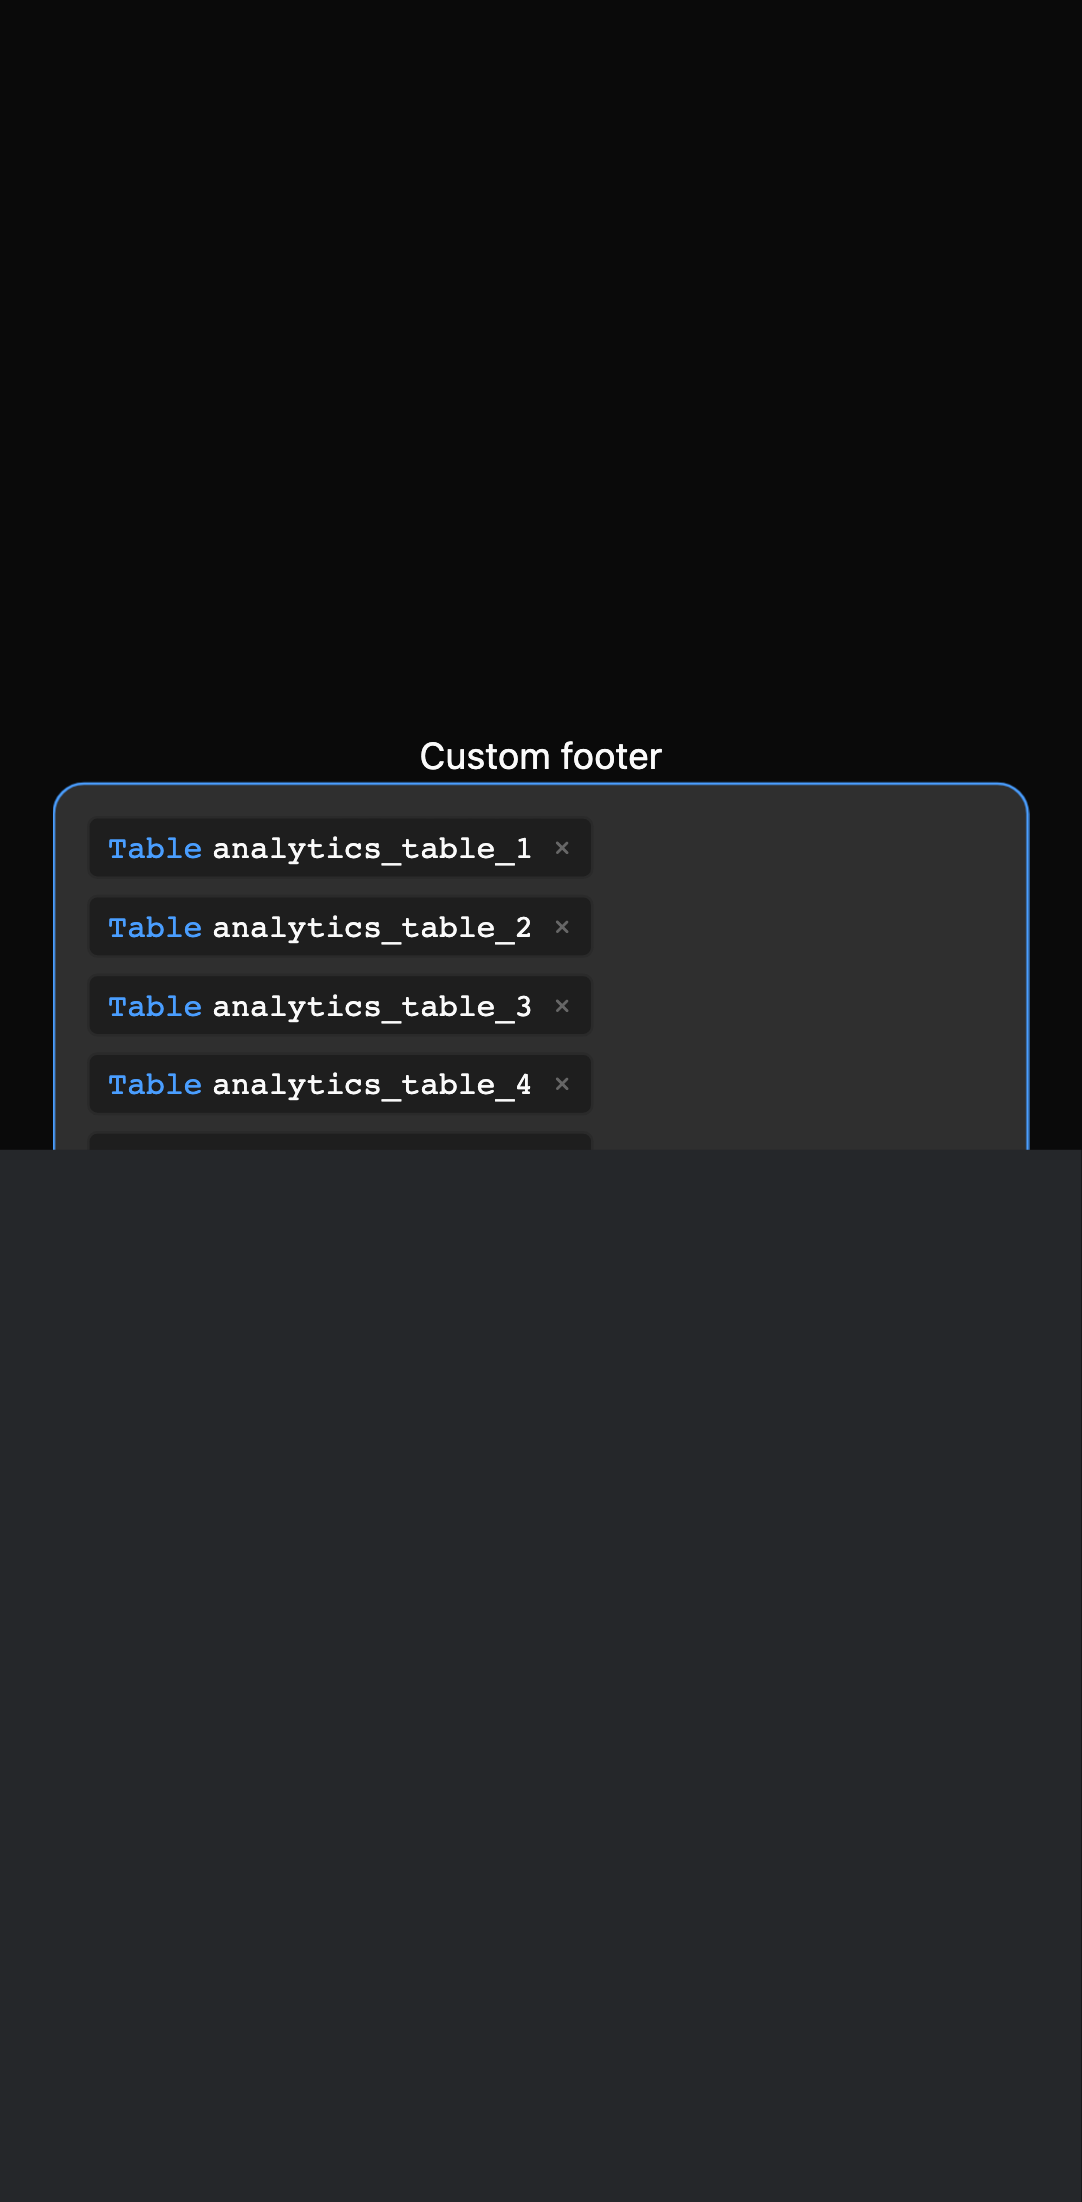 Custom footer
Table analytics_table_1 ×
Table analytics_table_2 ×
Table analytics_table_3 ×
Table analytics_table_4 ×